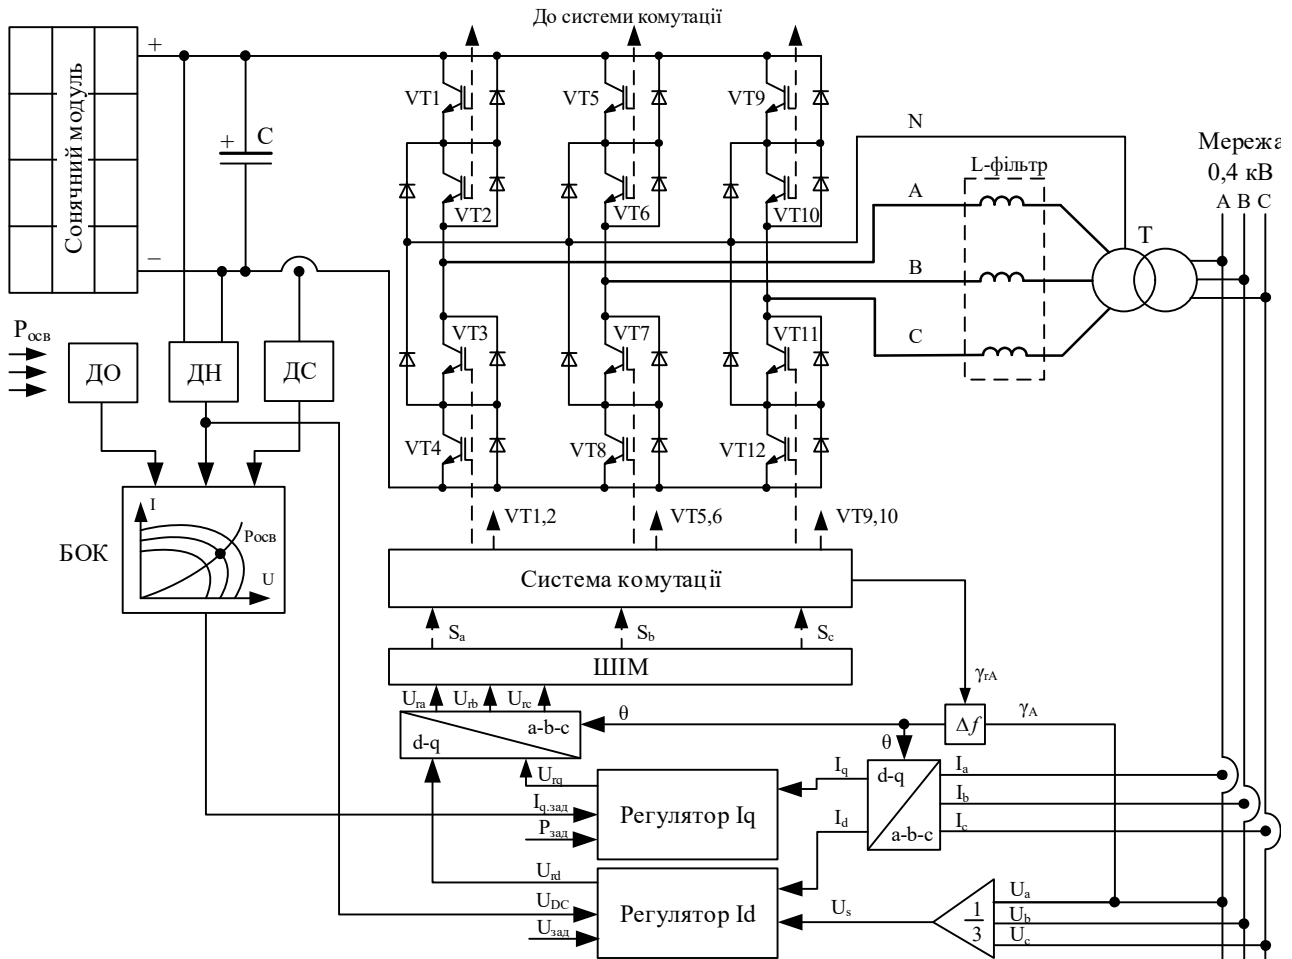 До системи комутації
Сонячний модуль
+
−
+
C
VT1
VT5
VT9
VT2
VT6
VT10
VT3
VT7
VT11
VT4
VT8
VT12
N
L-фільтр
A
B
C
T
Мережа
0,4 кВ
A B C
Pосв
ДО
ДН
ДС
БОК
I
Pосв
U
VT1,2
VT5,6
VT9,10
Система комутації
Sa
Sb
Sc
ШІМ
γrA
Ura
Urb
Urc
a-b-c
d-q
θ
Δf
γA
θ
d-q
a-b-c
Ia
Ib
Ic
Iq
Id
Urq
Iq.зад
Pзад
Регулятор Iq
Urd
UDC
Uзад
Регулятор Id
Us
1
3
Ua
Ub
Uc